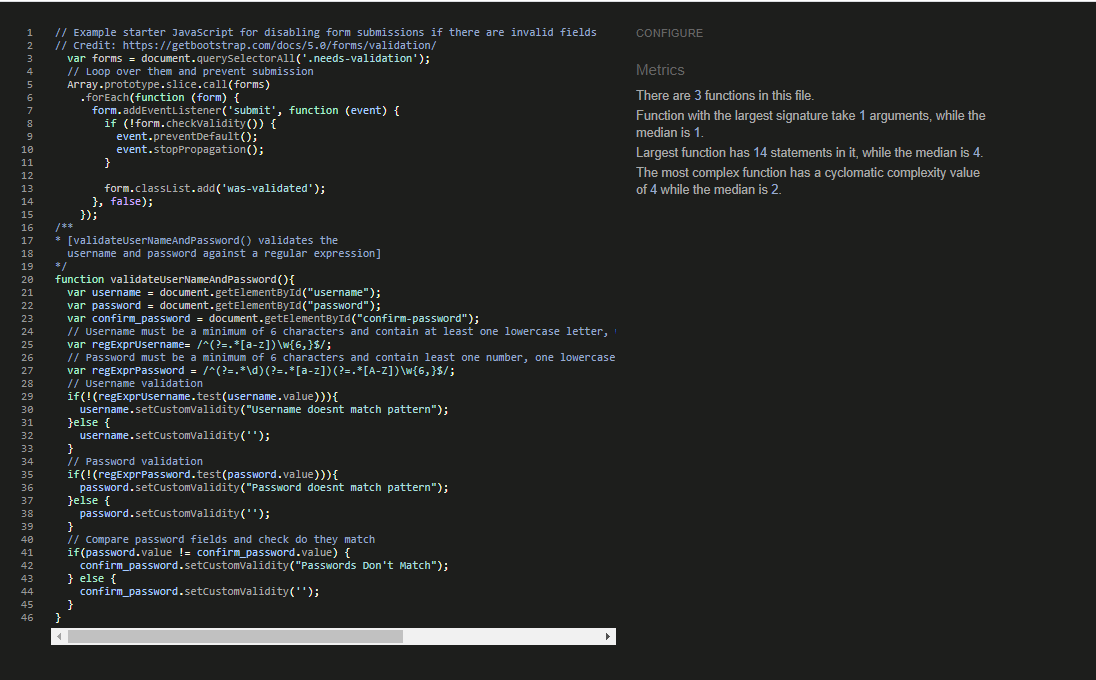 1 // Example starter JavaScript for disabling form submissions if there are invalid fields
2 // Credit: https://getbootstrap.com/docs/5.0/forms/validation/
3 var forms = document.querySelectorAll('.needs-validation');
4 // Loop over them and prevent submission
5 Array.prototype.slice.call(forms)
6 .forEach(function (form) {
7 form.addEventListener('submit', function (event) {
8 if (!form.checkValidity()) {
9 event.preventDefault();
10 event.stopPropagation();
11 }
12
13 form.classList.add('was-validated');
14 }, false);
15 });
16 /**
17 * [validateUserNameAndPassword() validates the
18 username and password against a regular expression]
19 */
20 function validateUserNameAndPassword(){
21 var username = document.getElementById("username");
22 var password = document.getElementById("password");
23 var confirm_password = document.getElementById("confirm-password");
24 // Username must be a minimum of 6 characters and contain at least one lowercase letter,
25 var regExprUsername= /^(?=.*[a-z])\w{6,}$/;
26 // Password must be a minimum of 6 characters and contain least one number, one lowercase
27 var regExprPassword = /^(?=.*\d)(?=.*[a-z])(?=.*[A-Z])\w{6,}$/;
28 // Username validation
29 if(!(regExprUsername.test(username.value))){
30 username.setCustomValidity("Username doesnt match pattern");
31 }else {
32 username.setCustomValidity('');
33 }
34 // Password validation
35 if(!(regExprPassword.test(password.value))){
36 password.setCustomValidity("Password doesnt match pattern");
37 }else {
38 password.setCustomValidity('');
39 }
40 // Compare password fields and check do they match
41 if(password.value != confirm_password.value) {
42 confirm_password.setCustomValidity("Passwords Don't Match");
43 } else {
44 confirm_password.setCustomValidity('');
45 }
46 }
CONFIGURE
Metrics
There are 3 functions in this file.
Function with the largest signature take 1 arguments, while the
median is 1.
Largest function has 14 statements in it, while the median is 4.
The most complex function has a cyclomatic complexity value
of 4 while the median is 2.